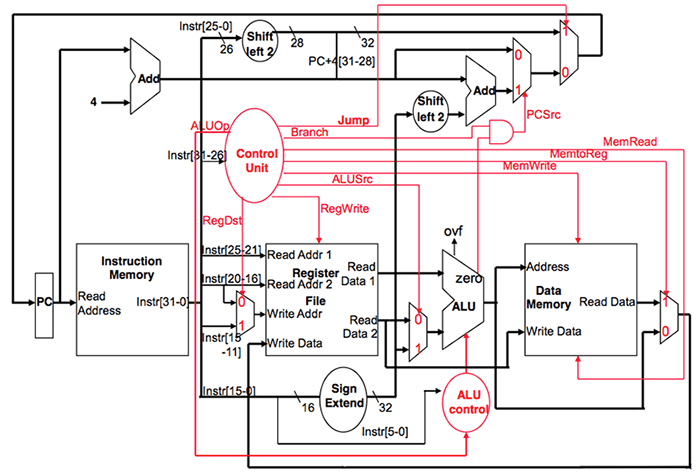 Instr[25-0]
26
Shift
left 2
28
32
PC+4[31-28]
1
0
Add
4
0
1
Add
Shift
left 2
PCSrc
ALUOp
Jump
Branch
MemRead
MemtoReg
MemWrite
Instr[31-26]
Control
Unit
ALUSrc
RegWrite
RegDst
ovf
Instruction
Memory
PC
Read
Address
Instr[31-0]
Instr[25-21]
Read Addr 1
Register
Read
Data 1
Instr[20-16]
Read Addr 2
File
0
1
Write Addr
Read
Data 2
Instr[15
-11]
Write Data
0
1
zero
ALU
Address
Data
Memory
Read Data
Write Data
1
0
Instr[15-0]
16
Sign
Extend
32
Instr[5-0]
ALU
control